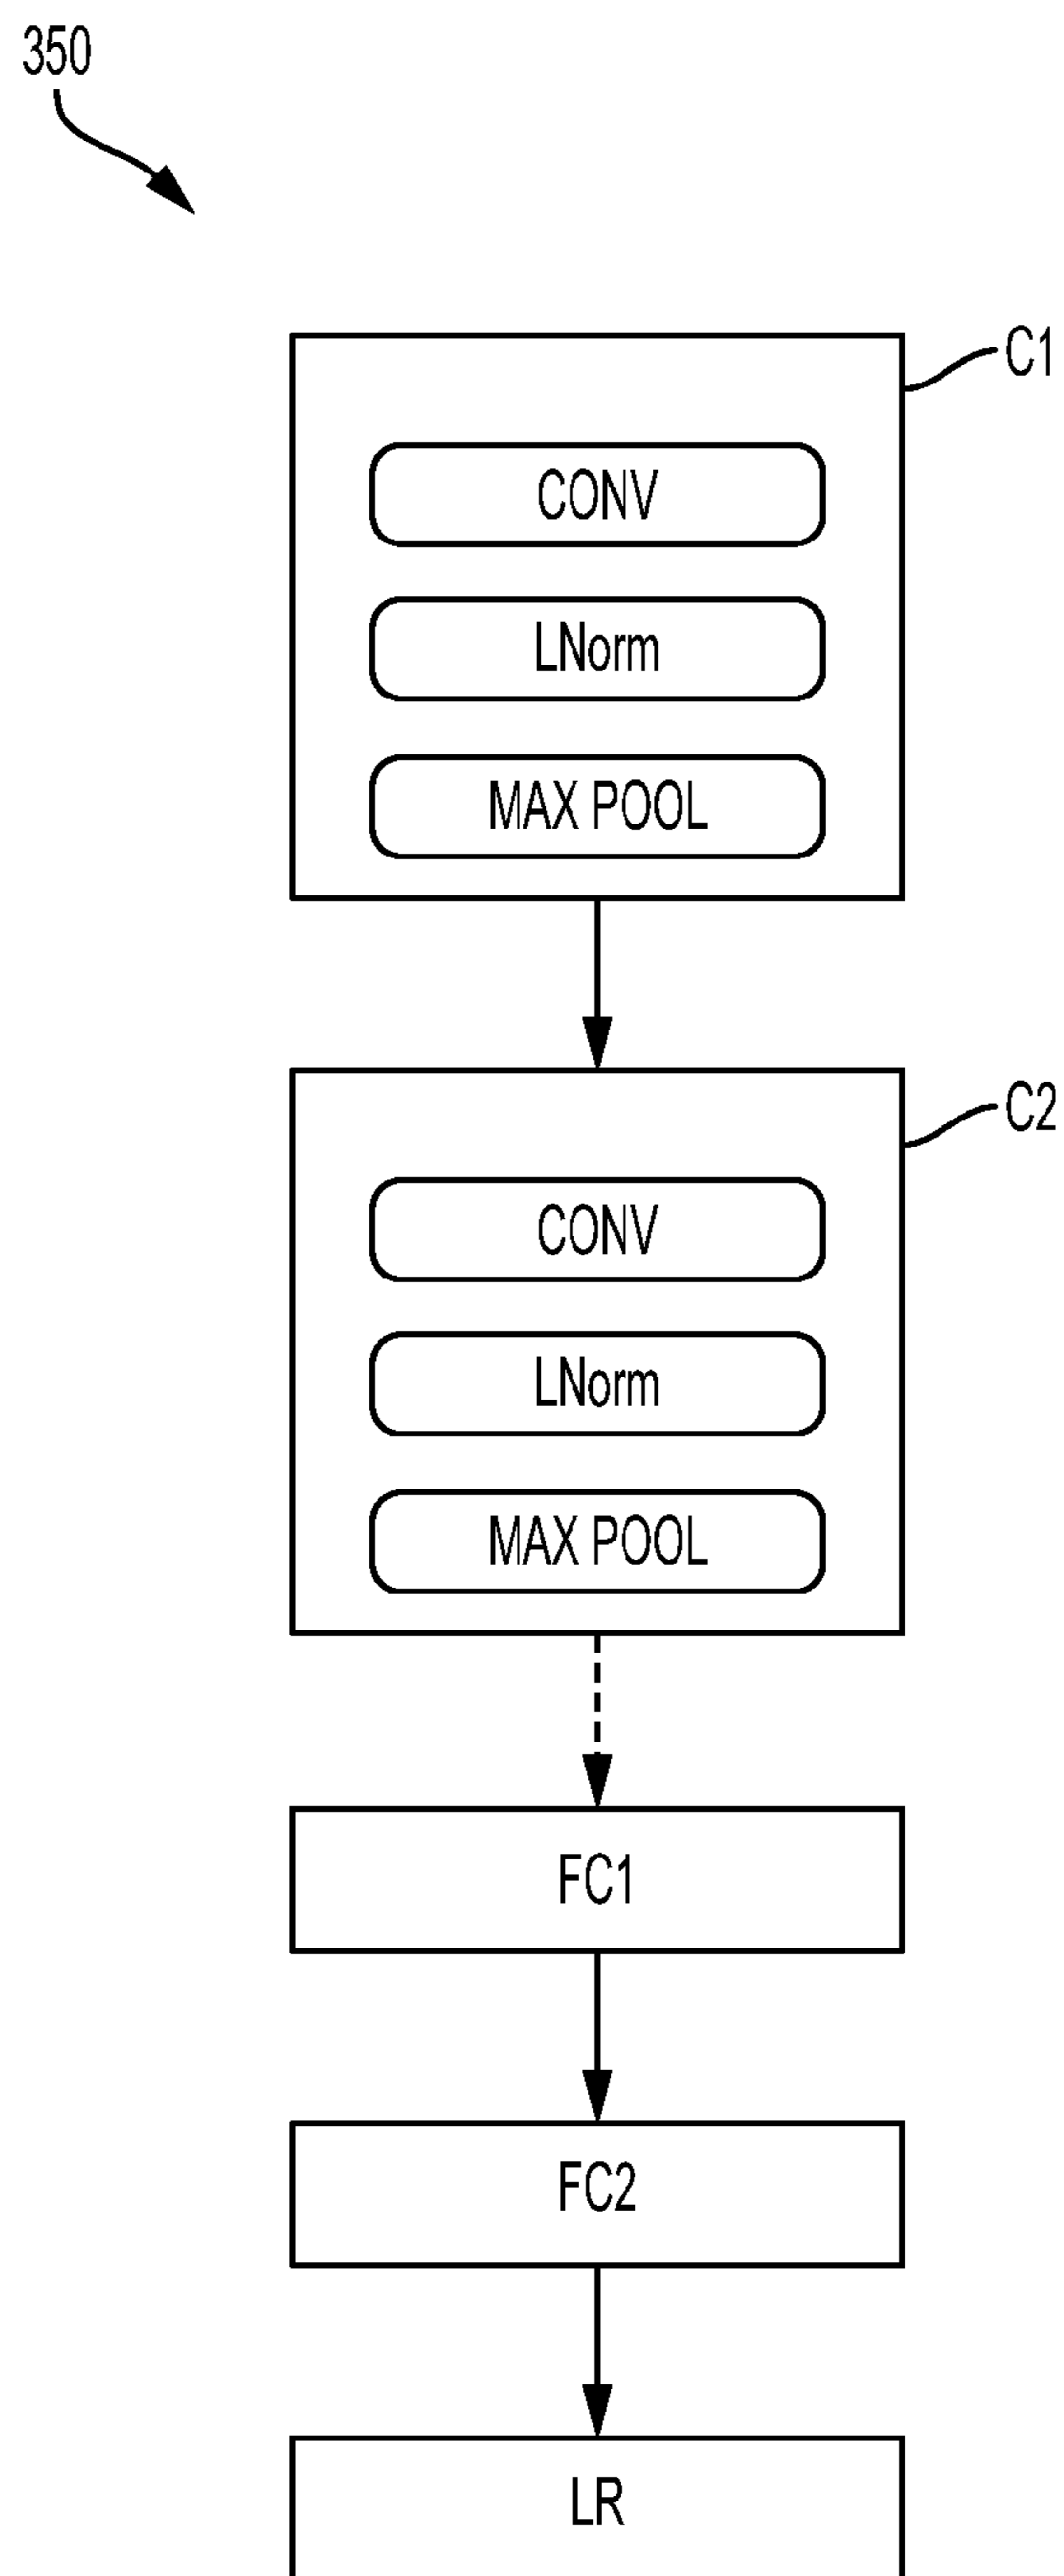 350
C1
CONV
LNorm
MAX POOL
C2
CONV
LNorm
MAX POOL
FC1
FC2
LR